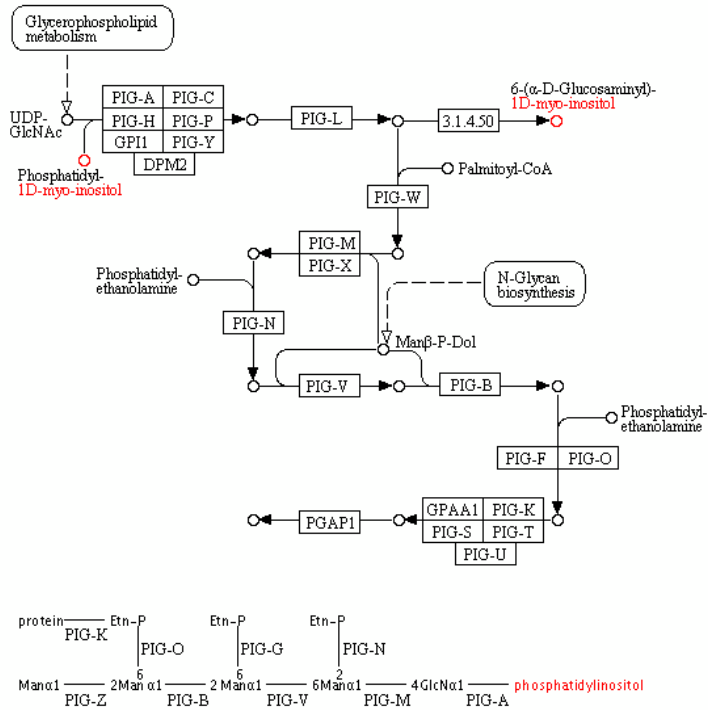 Glycerophospholipid
metabolism
UDP-
GlcNAc
PIG-A PIG-C
PIG-H PIG-P
GPI1 PIG-Y
DPM2
Phosphatidyl-
1D-myo-inositol
PIG-L
3.1.4.50
6-(α-D-Glucosaminyl)-
1D-myo-inositol
Palmitoyl-CoA
PIG-W
PIG-M
PIG-X
Phosphatidyl-
ethanolamine
N-Glycan
biosynthesis
PIG-N
Manβ-P-Dol
PIG-V
PIG-B
Phosphatidyl-
ethanolamine
PIG-F PIG-O
PGAP1
GPAA1 PIG-K
PIG-S PIG-T
PIG-U
protein Etn-P Etn-P Etn-P
PIG-K
PIG-O PIG-G PIG-N
6 6 2
Manα1 2Manα1 2Manα1 6Manα1 4GlcNα1 phosphatidylinositol
PIG-Z PIG-B PIG-V PIG-M PIG-A